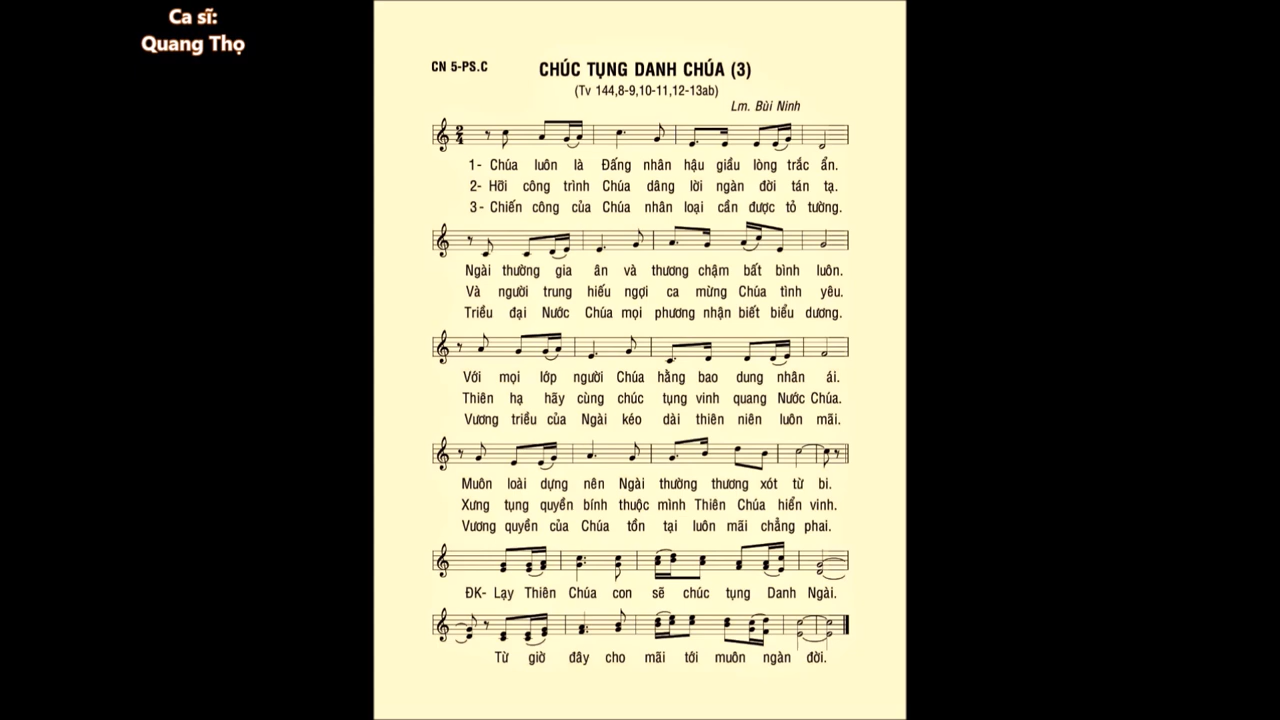 Ca sĩ:
Quang Thọ
CN 5-PS.C
CHÚC TỤNG DANH CHÚA (3)
(Tv 144,8-9,10-11,12-13ab)
Lm. Bùi Ninh
1- Chúa luôn là Đấng nhân hậu giầu lòng trắc ẩn.
2- Hỡi công trình Chúa dâng lời ngàn đời tán tạ.
3- Chiến công của Chúa nhân loại cần được tỏ tường.
Ngài thường gia ân và thương chậm bất bình luôn.
Và người trung hiếu ngợi ca mừng Chúa tình yêu.
Triều đại Nước Chúa mọi phương nhận biết biểu dương.
Với mọi lớp người Chúa hằng bao dung nhân ái.
Thiên hạ hãy cùng chúc tụng vinh quang Nước Chúa.
Vương triều của Ngài kéo dài thiên niên luôn mãi.
Muôn loài dựng nên Ngài thường thương xót từ bi.
Xưng tụng quyền bính thuộc mình Thiên Chúa hiển vinh.
Vương quyền của Chúa tồn tại luôn mãi chẳng phai.
ĐK- Lạy Thiên Chúa con sẽ chúc tụng Danh Ngài.
Từ giờ đây cho mãi tới muôn ngàn đời.